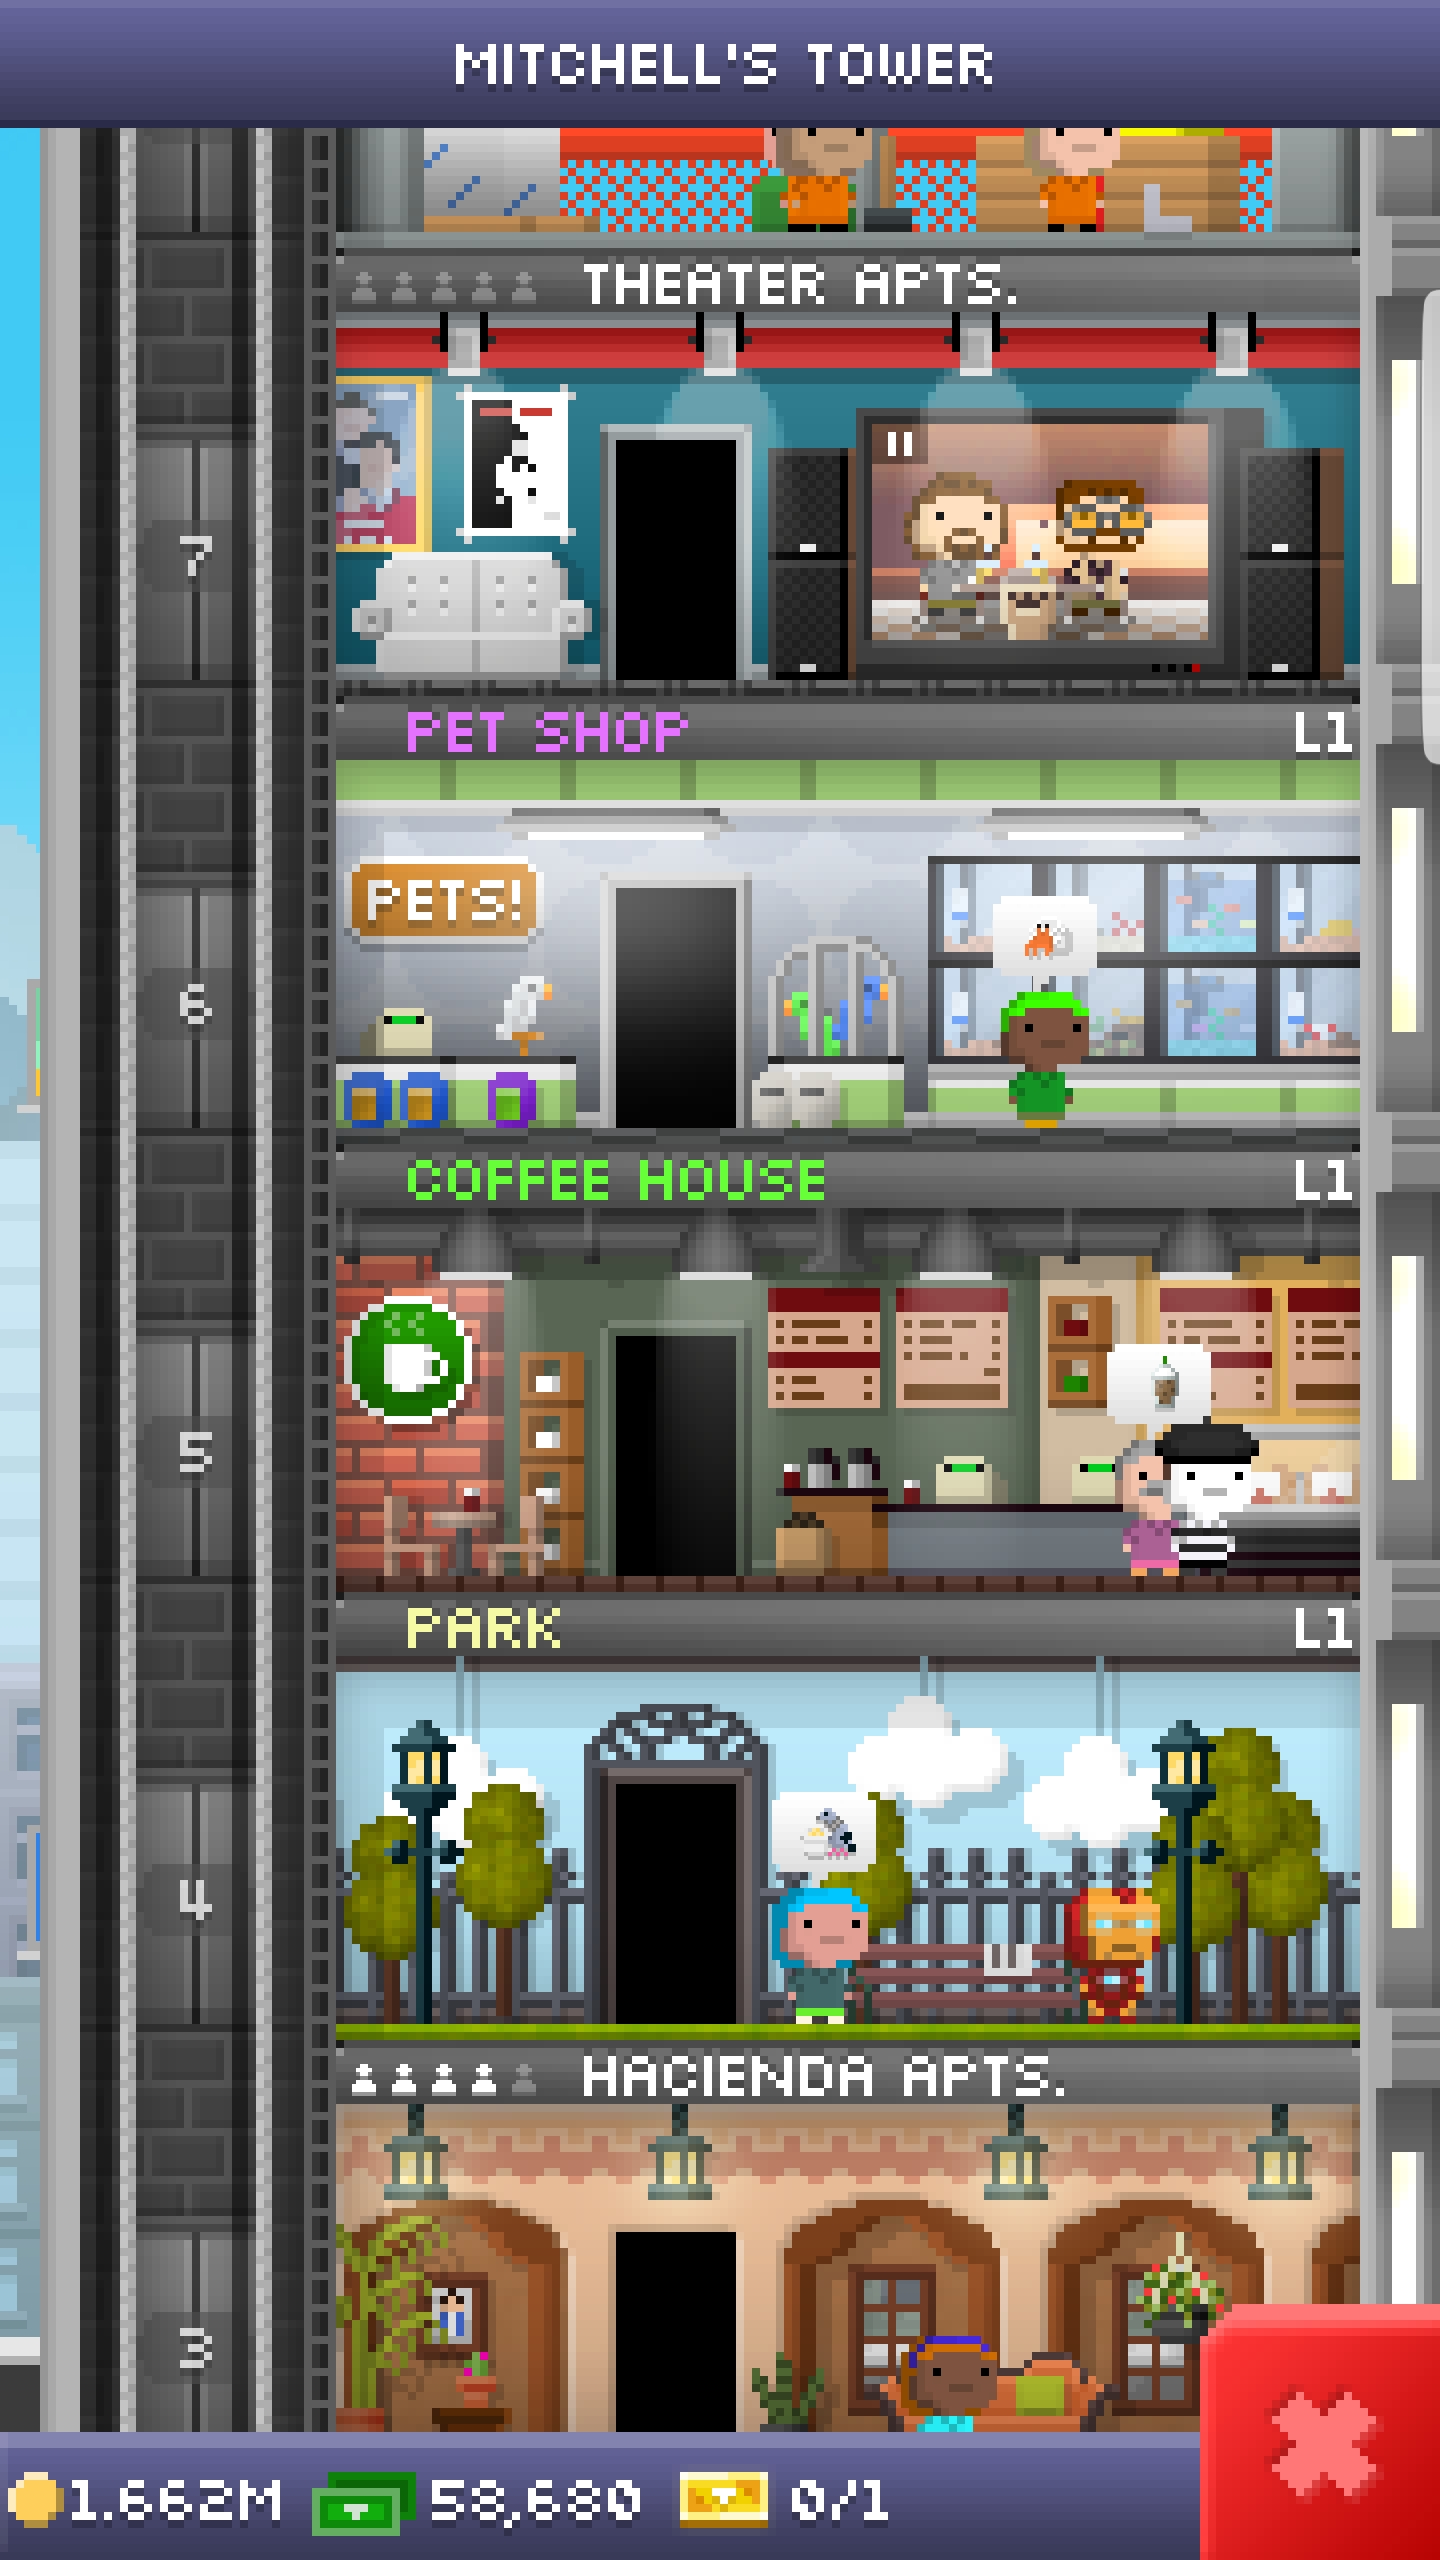 MITCHELL'S TOWER
THEATER APTS.
7
PET SHOP L1
PETS!
6
COFFEE HOUSE L1
5
PARK L1
4
HACIENDA APTS.
3
1.662M 58,680 0/1